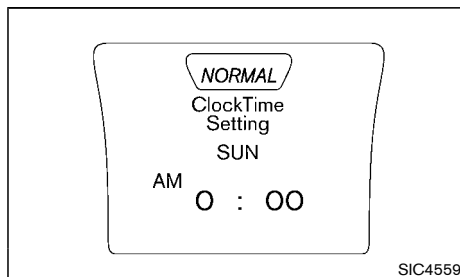 NORMAL
ClockTime
Setting
SUN
AM
0 : 00
SIC4559